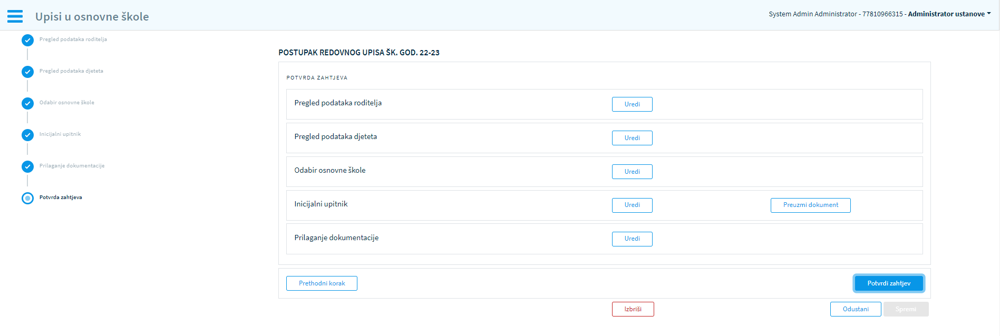 Upisi u osnovne škole
System Admin Administrator - 77810966315 - Administrator ustanove
Pregled podataka roditelja
Pregled podataka djeteta
Odabir osnovne škole
Inicijalni upitnik
Prilaganje dokumentacije
Potvrda zahtjeva
POSTUPAK REDOVNOG UPISA ŠK. GOD. 22-23
POTVRDA ZAHTJEVA
Pregled podataka roditelja Uredi
Pregled podataka djeteta Uredi
Odabir osnovne škole Uredi
Inicijalni upitnik Uredi Preuzmi dokument
Prilaganje dokumentacije Uredi
Prethodni korak Potvrdi zahtjev
Izbriši Odustani Spremi